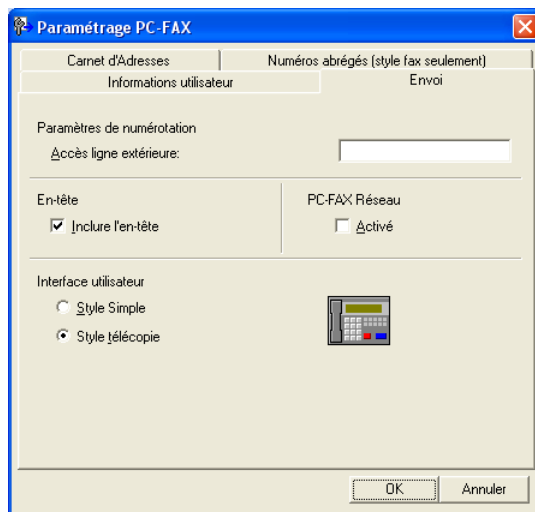 Paramétrage PC-FAX
Carnet d'Adresses
Numéros abrégés (style fax seulement)
Informations utilisateur
Envoi
Paramètres de numérotation
Accès ligne extérieure:
En-tête
PC-FAX Réseau
Inclure l'en-tête
Activé
Interface utilisateur
Style Simple
Style télécopie
OK
Annuler